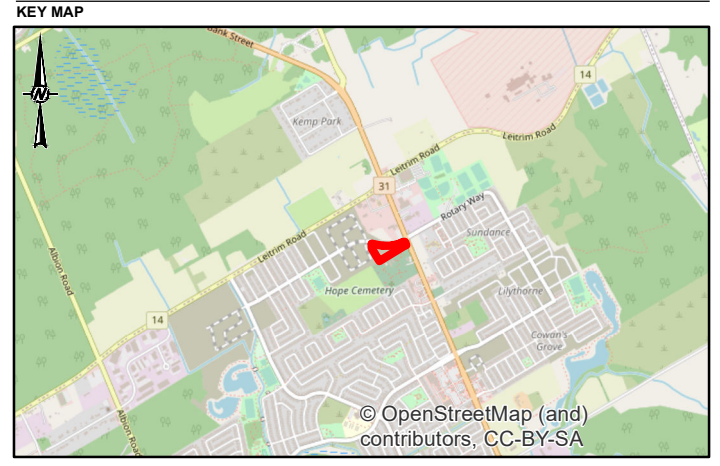 KEY MAP
Bank Street
N
14
Kemp Park
Leitrim Road
Leitrim Road
31
Rotary Way
Sundance
Leitrim Road
Albion Road
Hope Cemetery
Lilythorne
14
Cowan's
Grove
Albion Road
© OpenStreetMap (and)
contributors, CC-BY-SA